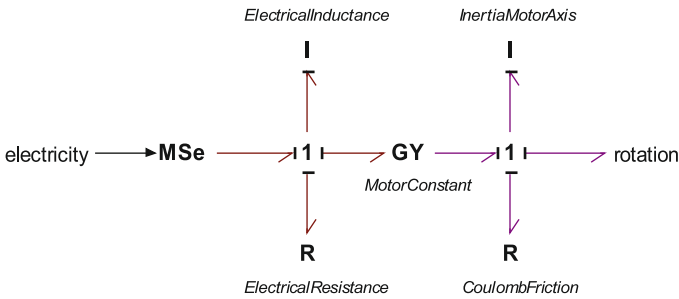 ElectricalInductance InertiaMotorAxis
I I
electricity MSe 1 GY 1 rotation
MotorConstant
R R
ElectricalResistance CoulombFriction